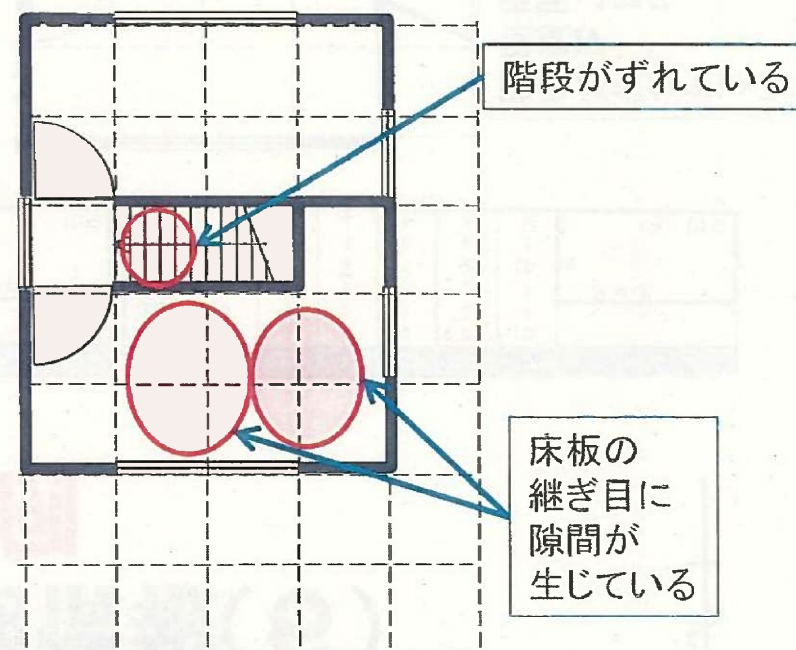 階段がずれている
床板の
継ぎ目に
隙間が
生じている